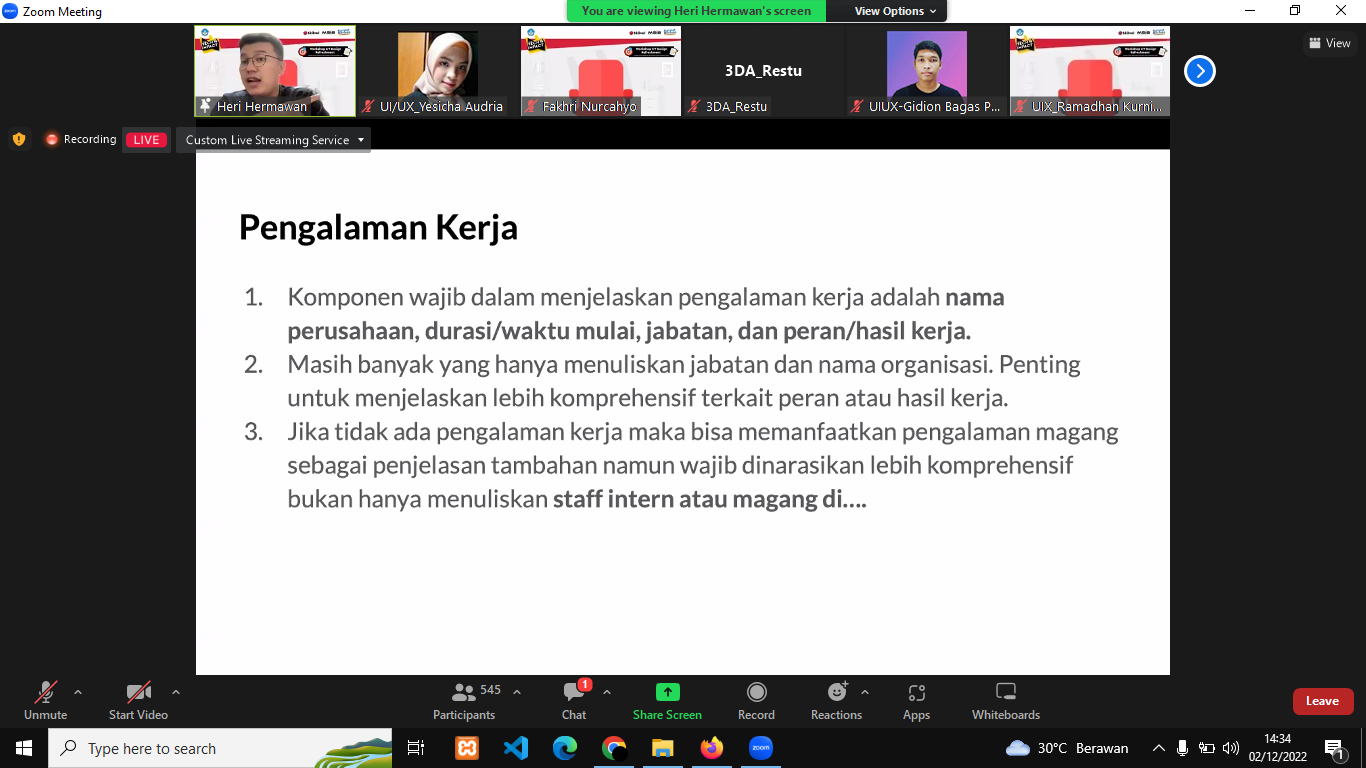 Zoom Meeting
You are viewing Heri Hermawan's screen
View Options
View
Heri Hermawan
UI/UX_Yesicha Audria
Fakhri Nurcahyo
3DA_Restu
3DA_Restu
UIUX-Gidion Bagas P...
UIX_Ramadhan Kurni...
Recording
LIVE
Custom Live Streaming Service
Pengalaman Kerja
1. Komponen wajib dalam menjelaskan pengalaman kerja adalah nama
perusahaan, durasi/waktu mulai, jabatan, dan peran/hasil kerja.
2. Masih banyak yang hanya menuliskan jabatan dan nama organisasi. Penting
untuk menjelaskan lebih komprehensif terkait peran atau hasil kerja.
3. Jika tidak ada pengalaman kerja maka bisa memanfaatkan pengalaman magang
sebagai penjelasan tambahan namun wajib dinarasikan lebih komprehensif
bukan hanya menuliskan staff intern atau magang di....
Unmute
Start Video
545
Participants
1
Chat
Share Screen
Record
Reactions
Apps
Whiteboards
Leave
Type here to search
zoom
30°C Berawan
14:34
02/12/2022
1